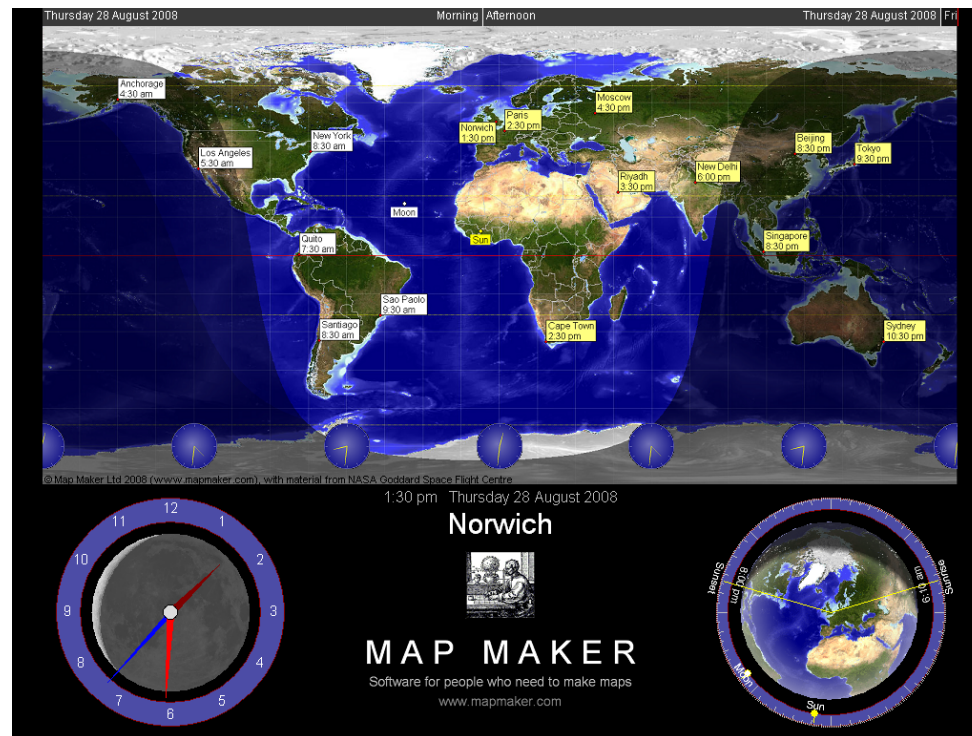 Thursday 28 August 2008
Morning Afternoon
Thursday 28 August 2008 Fri
Anchorage
4:30 am
Moscow
4:30 pm
Paris
2:30 pm
Norwich
1:30 pm
New York
8:30 am
Beijing
8:30 pm
Tokyo
9:30 pm
Los Angeles
5:30 am
New Delhi
6:00 pm
Riyadh
3:30 pm
Moon
Quito
7:30 am
Sun
Singapore
8:30 pm
Sao Paolo
9:30 am
Santiago
8:30 am
Cape Town
2:30 pm
Sydney
10:30 pm
© Map Maker Ltd 2008 (www.mapmaker.com), with material from NASA Goddard Space Flight Centre
1:30 pm Thursday 28 August 2008
Norwich
12
1
2
3
4
5
6
7
8
9
10
11
MAP MAKER
Software for people who need to make maps
www.mapmaker.com
Sunset
8:00 pm
6:10 am
Sunrise
Moon
Sun